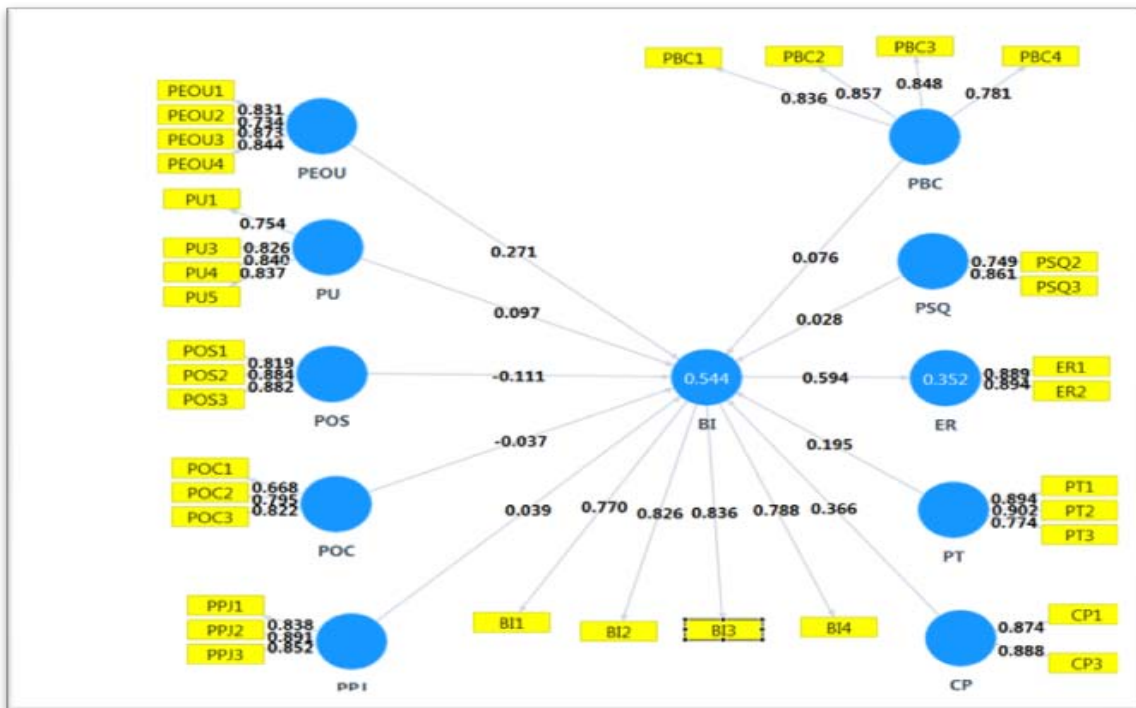 PBC1
PBC2
PBC3
PBC4
0.836
0.857
0.848
0.781
PBC
PEOU1
PEOU2
PEOU3
PEOU4
0.831
0.734
0.873
0.844
PEOU
0.271
PU1
PU3
PU4
PU5
0.754
0.826
0.840
0.837
PU
0.097
0.076
PSQ
0.749
0.861
PSQ2
PSQ3
0.028
POS1
POS2
POS3
0.819
0.884
0.882
POS
-0.111
0.544
BI
0.594
0.352
ER
0.889
0.894
ER1
ER2
POC1
POC2
POC3
0.668
0.795
0.822
POC
-0.037
0.195
PT
0.894
0.902
0.774
PT1
PT2
PT3
0.039
0.770
0.826
0.836
0.788
0.366
PPJ1
PPJ2
PPJ3
0.838
0.891
0.852
PPJ
BI1
BI2
BI3
BI4
CP
0.874
0.888
CP1
CP3